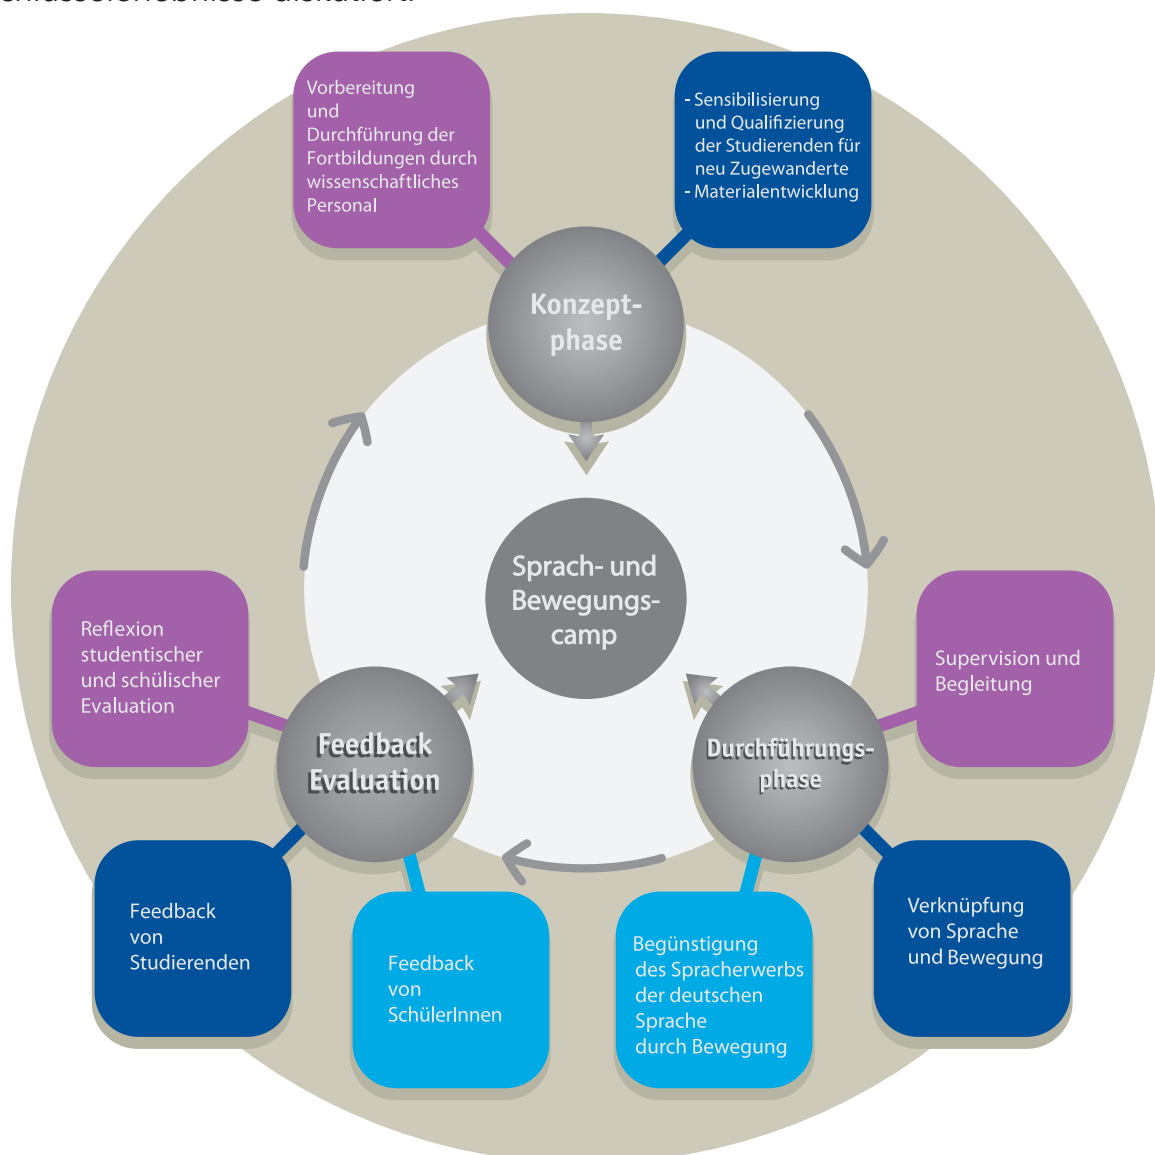 Vorbereitung
und
Durchführung der
Fortbildungen durch
wissenschaftliches
Personal
- Sensibilisierung
und Qualifizierung
der Studierenden für
neu Zugewanderte
- Materialentwicklung
Konzept-
phase
Sprach- und
Bewegungs-
camp
Reflexion
studentischer
und schülischer
Evaluation
Supervision und
Begleitung
Feedback
Evaluation
Durchführungs-
phase
Feedback
von
Studierenden
Feedback
von
SchülerInnen
Begünstigung
des Spracherwerbs
der deutschen
Sprache
durch Bewegung
Verknüpfung
von Sprache
und Bewegung